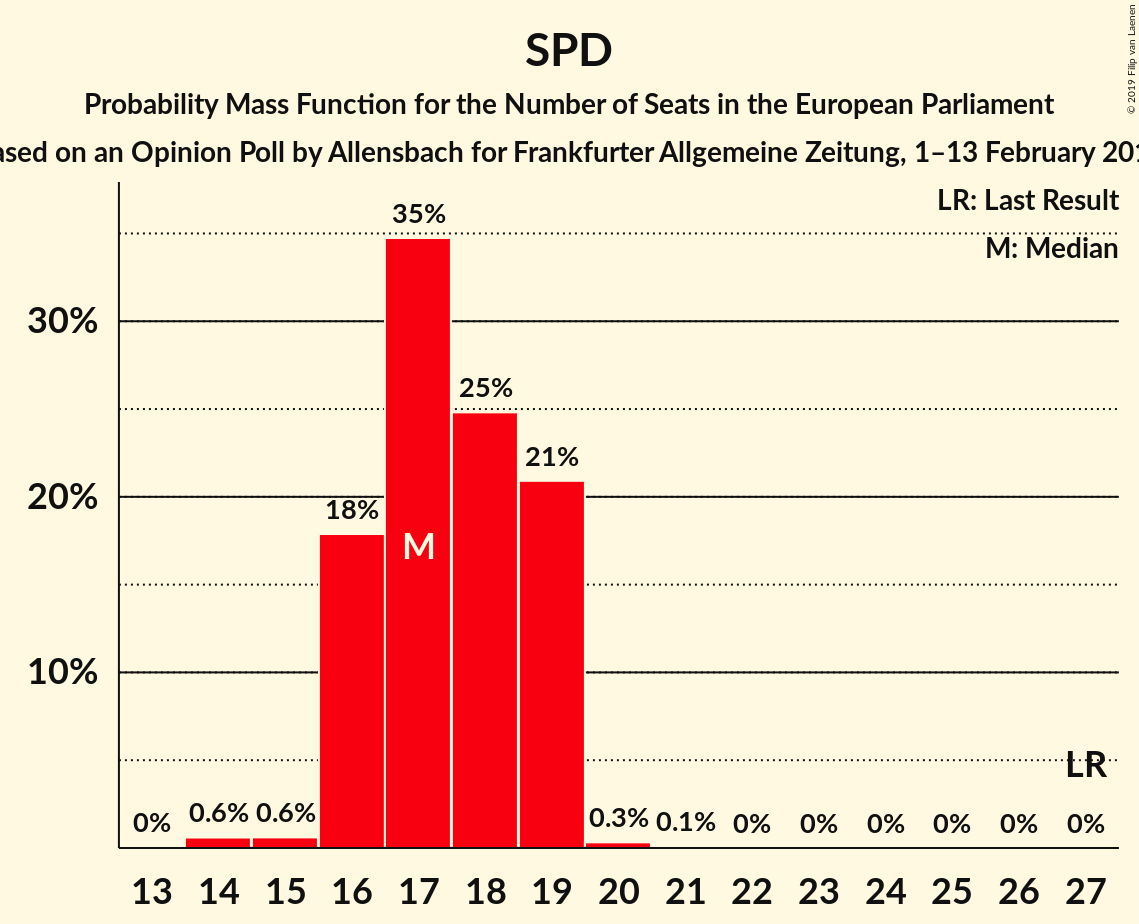 SPD
Probability Mass Function for the Number of Seats in the European Parliament
ased on an Opinion Poll by Allensbach for Frankfurter Allgemeine Zeitung, 1–13 February 201
© 2019 Filip van Laenen
LR: Last Result
M: Median
35%
30%
25%
21%
20%
18%
M
10%
LR
0% 0.6% 0.6% 0.3% 0.1% 0% 0% 0% 0% 0% 0%
13 14 15 16 17 18 19 20 21 22 23 24 25 26 27